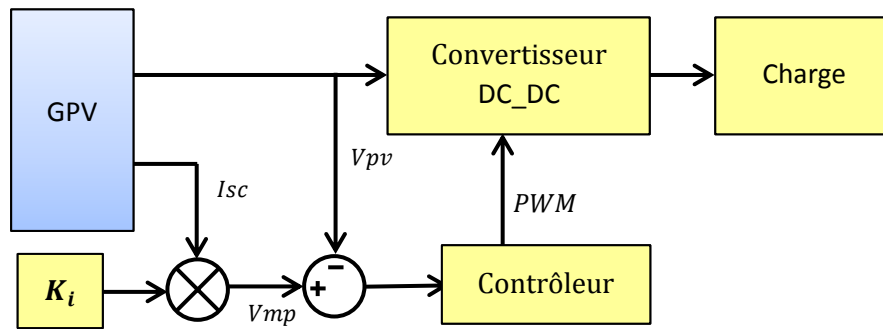 GPV
Convertisseur
DC_DC
Charge
Vpv
Isc
PWM
K_i
Vmp
+
−
Contrôleur